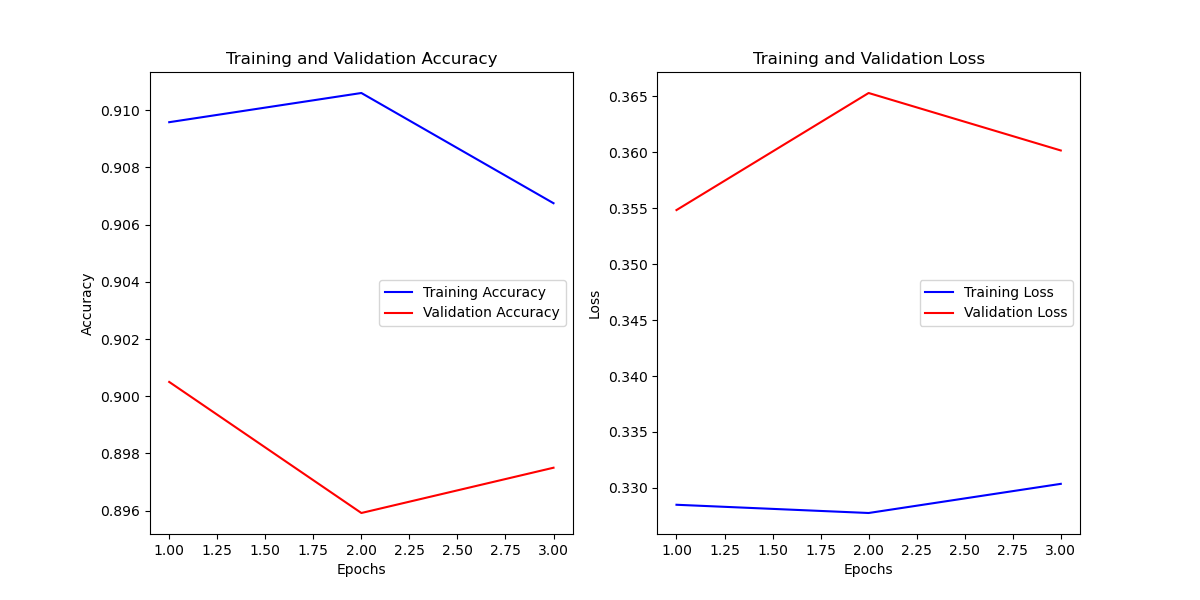 Training and Validation Accuracy
0.910
0.908
0.906
0.904
0.902
0.900
0.898
0.896
Accuracy
Training Accuracy
Validation Accuracy
1.00 1.25 1.50 1.75 2.00 2.25 2.50 2.75 3.00
Epochs
Training and Validation Loss
0.365
0.360
0.355
0.350
0.345
0.340
0.335
0.330
Loss
Training Loss
Validation Loss
1.00 1.25 1.50 1.75 2.00 2.25 2.50 2.75 3.00
Epochs